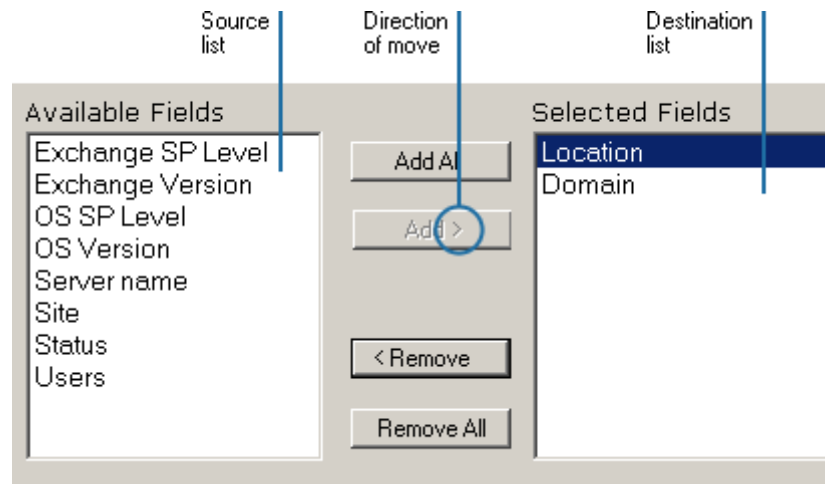 Source
list
Direction
of move
Destination
list
Available Fields
Selected Fields
Exchange SP Level
Exchange Version
OS SP Level
OS Version
Server name
Site
Status
Users
Add All
Add >
< Remove
Remove All
Location
Domain